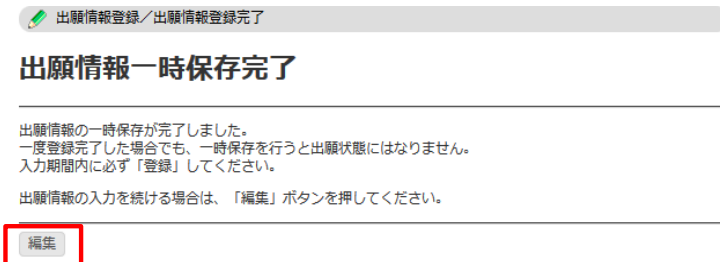 出願情報登録／出願情報登録完了
出願情報一時保存完了
出願情報の一時保存が完了しました。
一度登録完了した場合でも、一時保存を行うと出願状態にはなりません。
入力期間内に必ず「登録」してください。
出願情報の入力を続ける場合は、「編集」ボタンを押してください。
編集